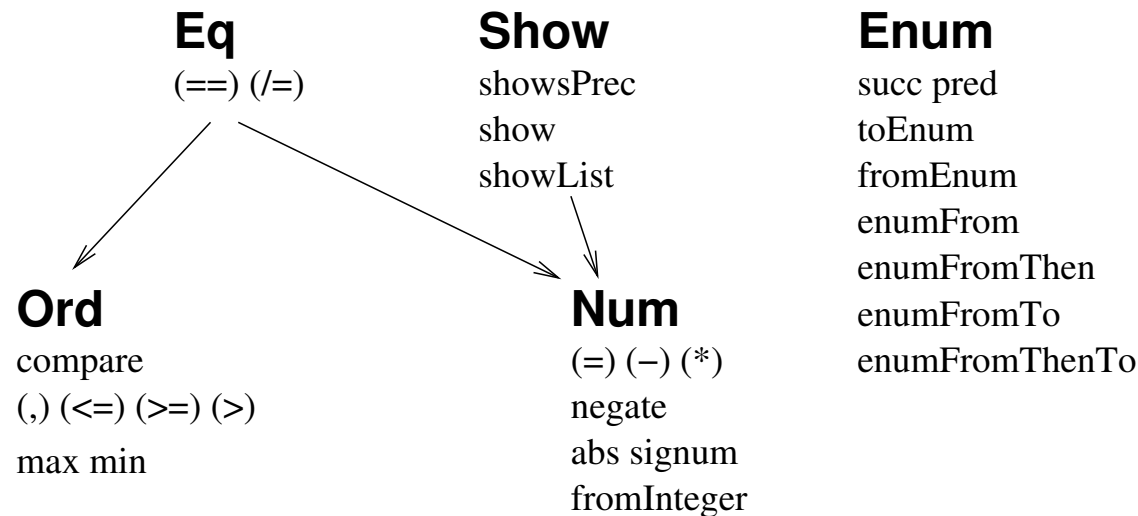 Eq
(==) (/=)
Show
showsPrec
show
showList
Enum
succ pred
toEnum
fromEnum
enumFrom
enumFromThen
enumFromTo
enumFromThenTo
Ord
compare
(,) (<=) (>=) (>)
max min
Num
(=) (−) (*)
negate
abs signum
fromInteger